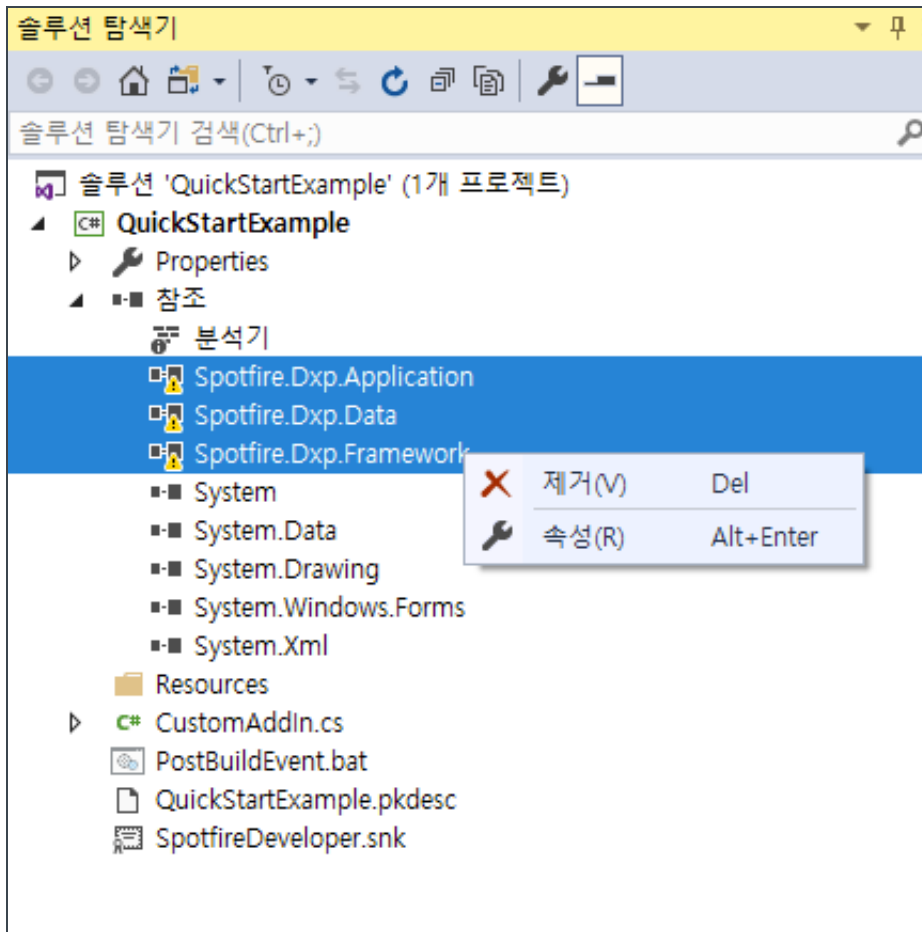 솔루션 탐색기
솔루션 탐색기 검색(Ctrl+;)
솔루션 'QuickStartExample' (1개 프로젝트)
C# QuickStartExample
Properties
참조
분석기
Spotfire.Dxp.Application
Spotfire.Dxp.Data
Spotfire.Dxp.Framework
제거(V) Del
속성(R) Alt+Enter
System
System.Data
System.Drawing
System.Windows.Forms
System.Xml
Resources
C# CustomAddIn.cs
PostBuildEvent.bat
QuickStartExample.pkdesc
SpotfireDeveloper.snk